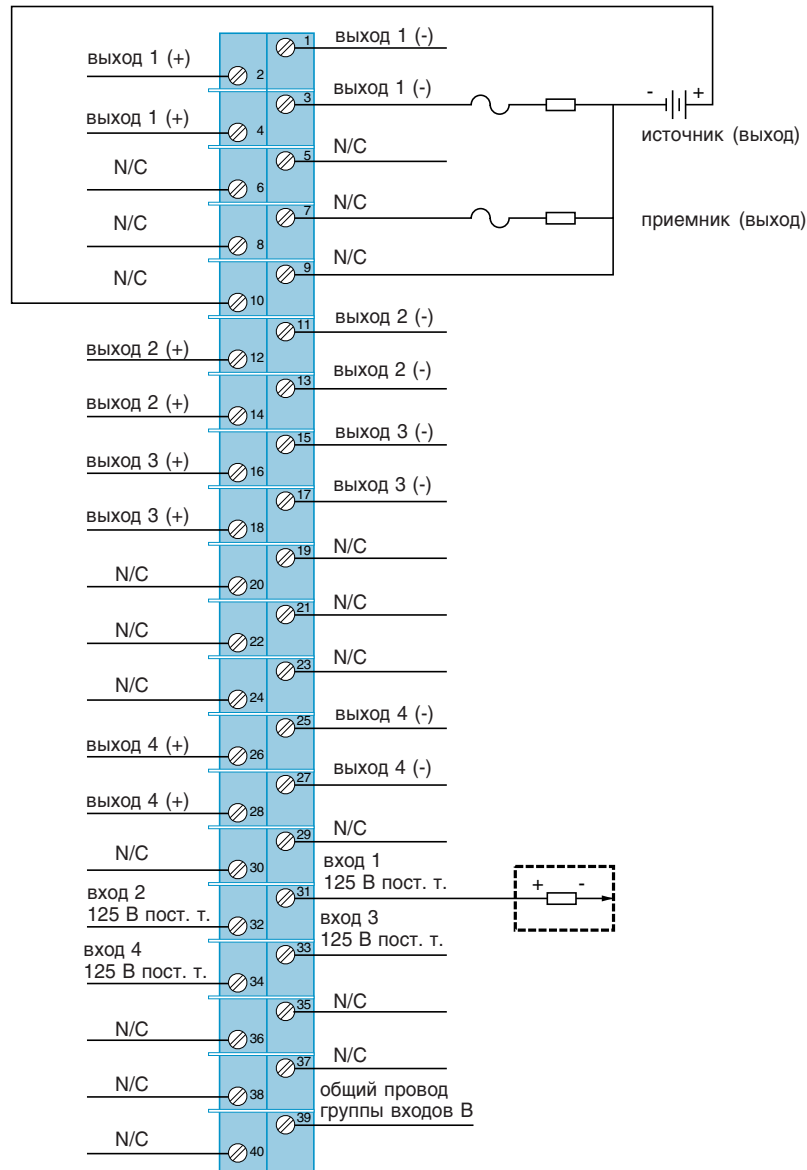 выход 1 (-)
1
выход 1 (+)
2
выход 1 (-)
3
- +
источник (выход)
выход 1 (+)
4
N/C
5
N/C
6
N/C
7
приемник (выход)
N/C
8
N/C
9
N/C
10
выход 2 (-)
11
выход 2 (+)
12
выход 2 (-)
13
выход 2 (+)
14
выход 3 (-)
15
выход 3 (+)
16
выход 3 (-)
17
выход 3 (+)
18
N/C
19
N/C
20
N/C
21
N/C
22
N/C
23
N/C
24
выход 4 (-)
25
выход 4 (+)
26
выход 4 (-)
27
выход 4 (+)
28
N/C
29
N/C
30
вход 1
125 В пост. т.
31
+ -
вход 2
125 В пост. т.
32
вход 3
125 В пост. т.
33
вход 4
125 В пост. т.
34
N/C
35
N/C
36
N/C
37
N/C
38
общий провод
группы входов B
39
N/C
40